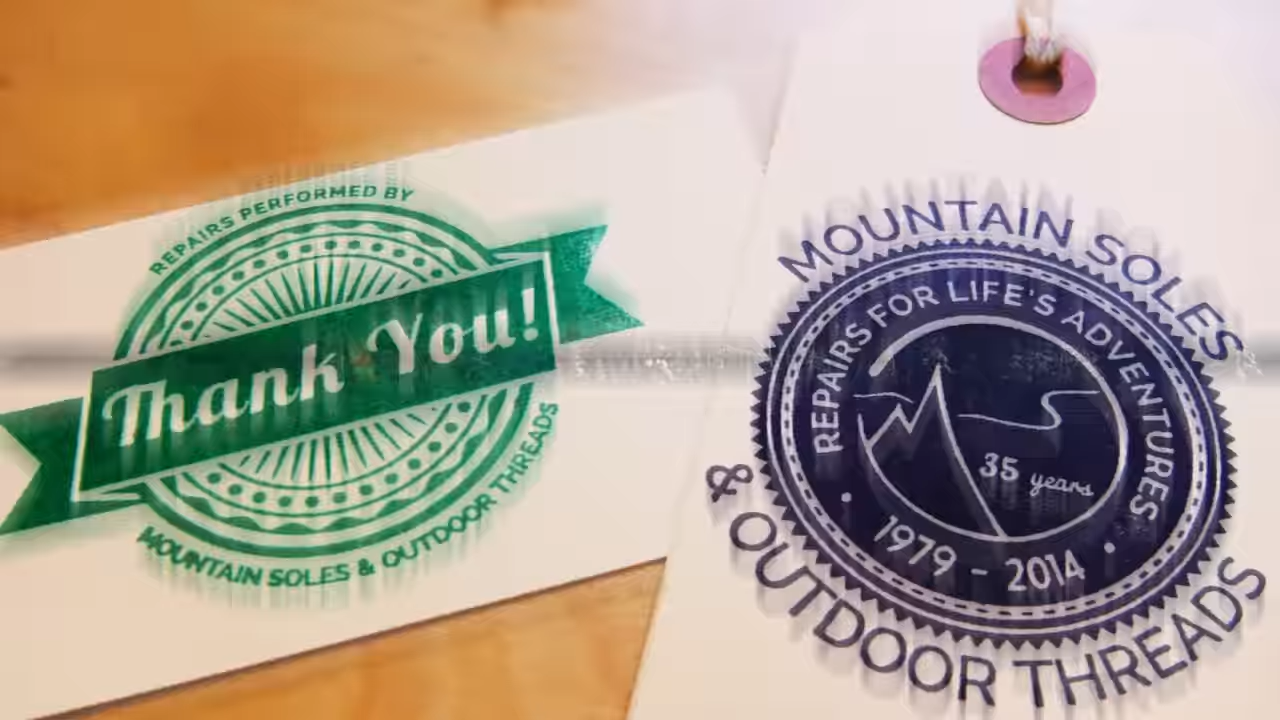 REPAIRS PERFORMED BY
Thank You!
MOUNTAIN SOLES & OUTDOOR THREADS
MOUNTAIN SOLES
& OUTDOOR THREADS
REPAIRS FOR LIFE'S ADVENTURES
35 years
1979 - 2014